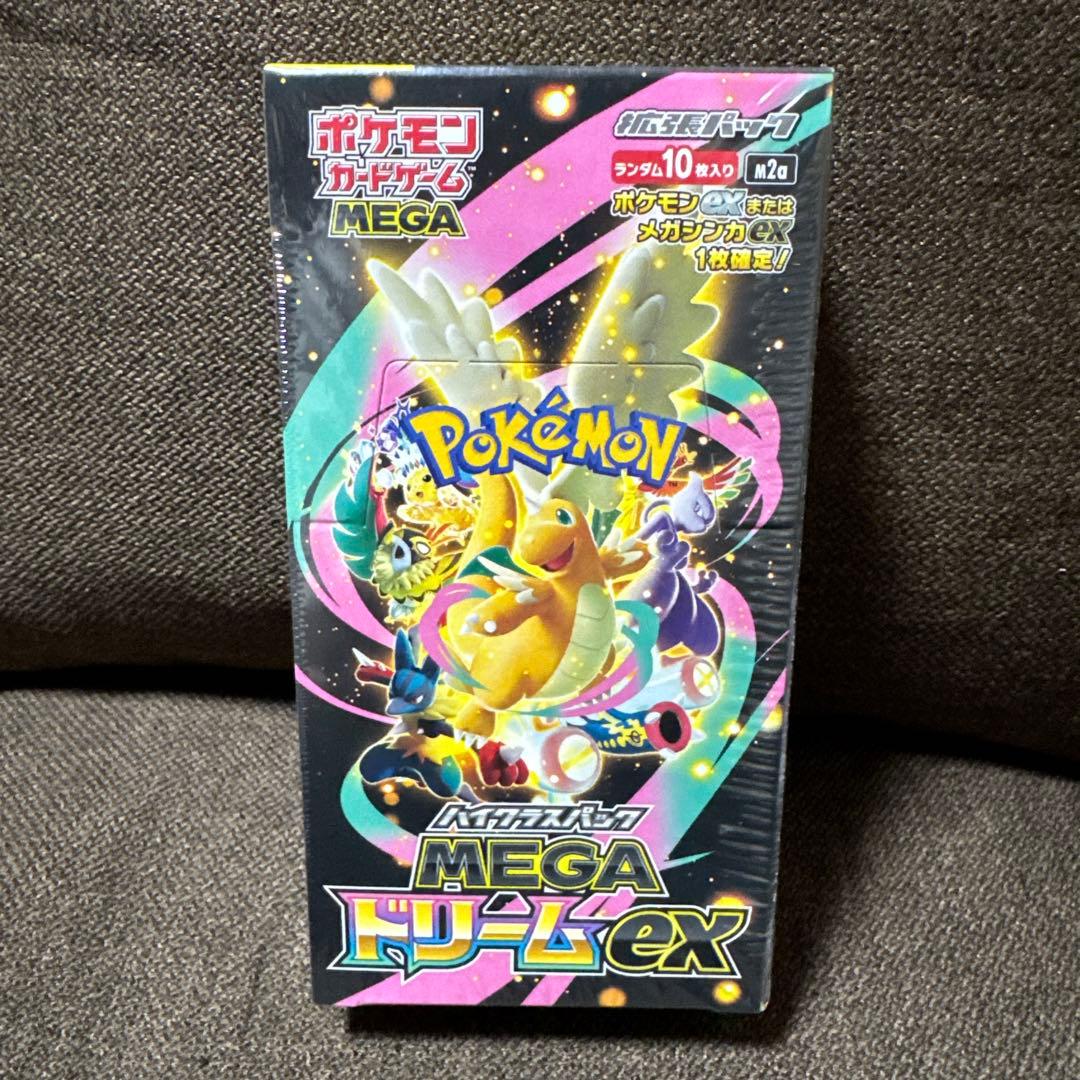 ポケモン
カードゲーム™
MEGA
拡張パック
ランダム10枚入り M2a
ポケモンexまたは
メガシンカex
1枚確定!
POKéMON™
ハイクラスパック
MEGA
ドリームex